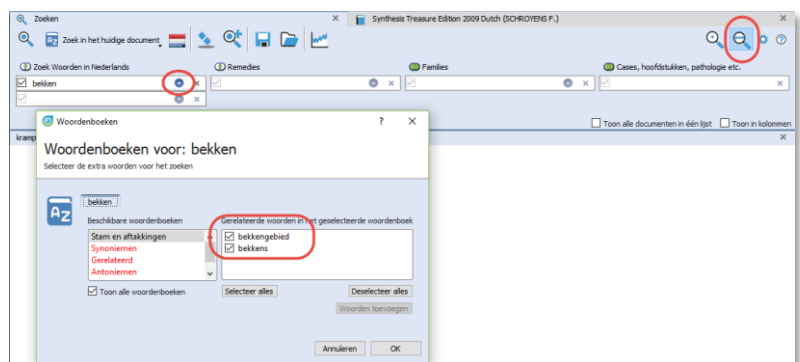 Zoeken
Synthesis Treasure Edition 2009 Dutch (SCHROYENS F.)
Zoek in het huidige document
Zoek Woorden in Nederlands Remedies Families Cases, hoofdstukken, pathologie etc.
bekken
Toon alle documenten in één lijst Toon in kolommen
kramp
Woordenboeken
Woordenboeken voor: bekken
Selecteer de extra woorden voor het zoeken
AZ
bekken
Beschikbare woordenboeken Gerelateerde woorden in het geselecteerde woordenboek
Stam en aftakkingen bekkengebied
Synoniemen bekkens
Gerelateerd
Antoniemen
Toon alle woordenboeken Selecteer alles Deselecteer alles
Woorden toevoegen
Annuleren OK